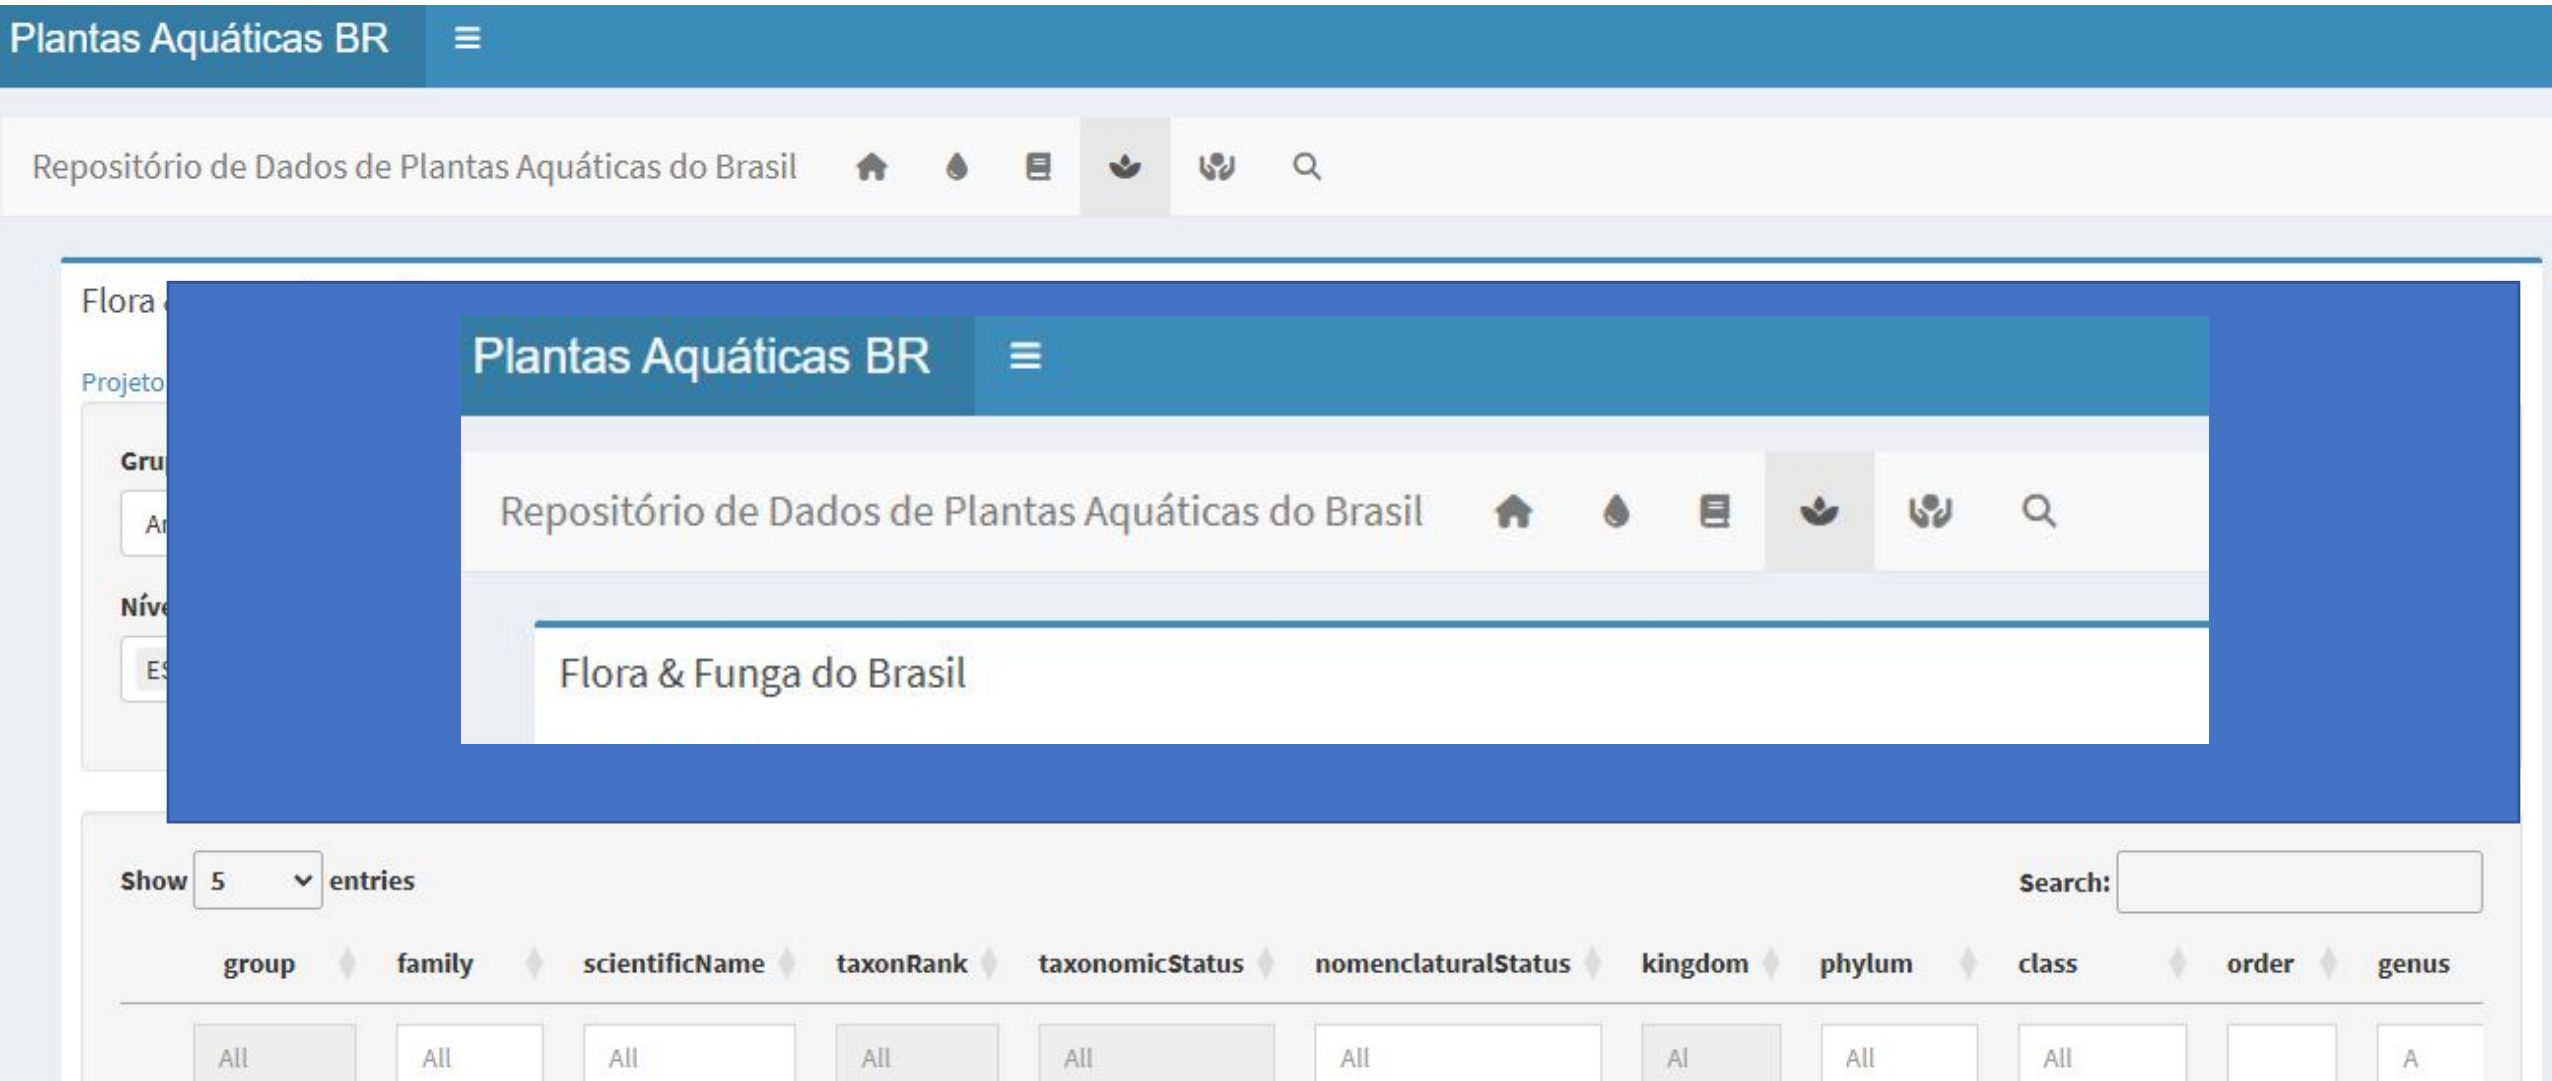 Plantas Aquáticas BR
Repositório de Dados de Plantas Aquáticas do Brasil
Flora
Projeto
Plantas Aquáticas BR
Repositório de Dados de Plantas Aquáticas do Brasil
Flora & Funga do Brasil
Show 5 entries
Search:
group family scientificName taxonRank taxonomicStatus nomenclaturalStatus kingdom phylum class order genus
All All All All All All Al All All A